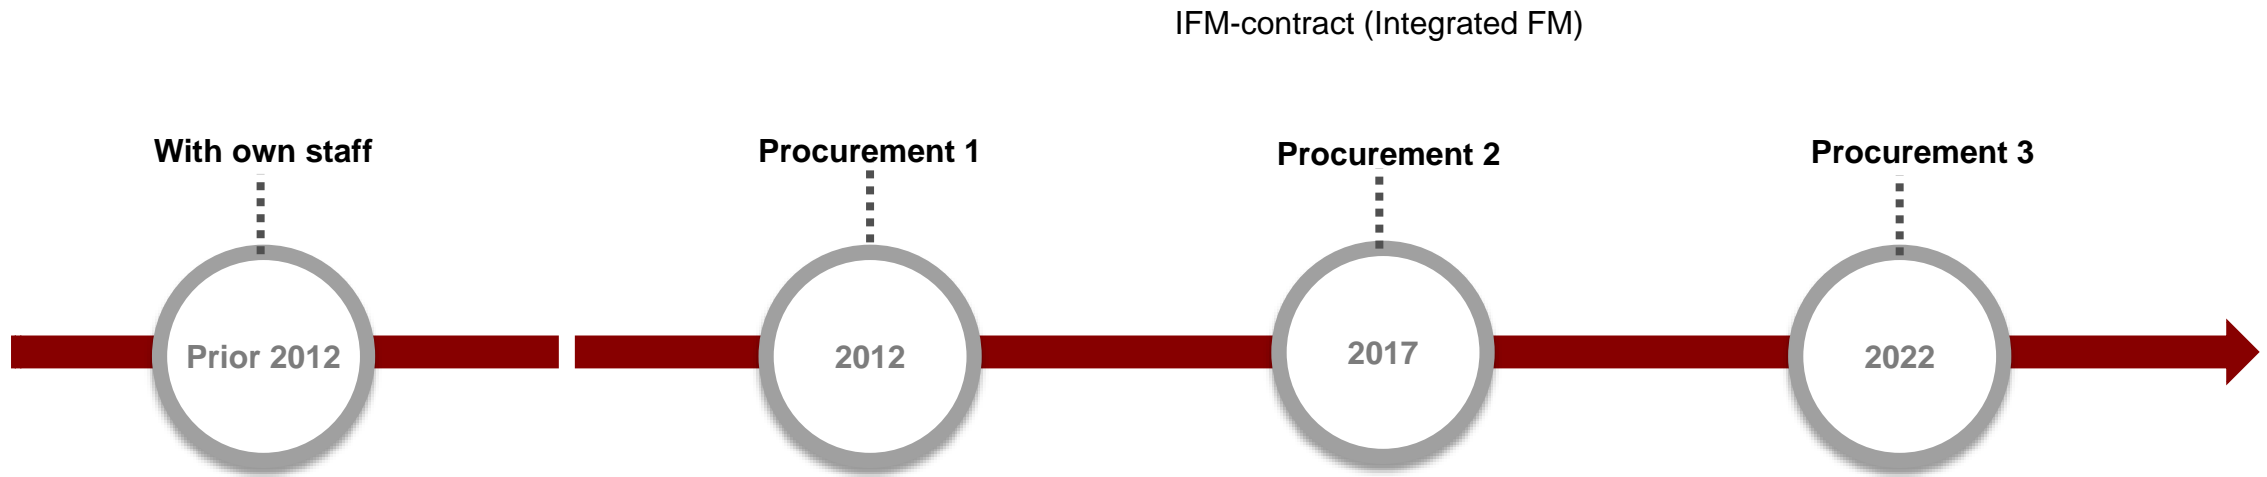 IFM-contract (Integrated FM)
With own staff
Procurement 1
Procurement 2
Procurement 3
Prior 2012
2012
2017
2022